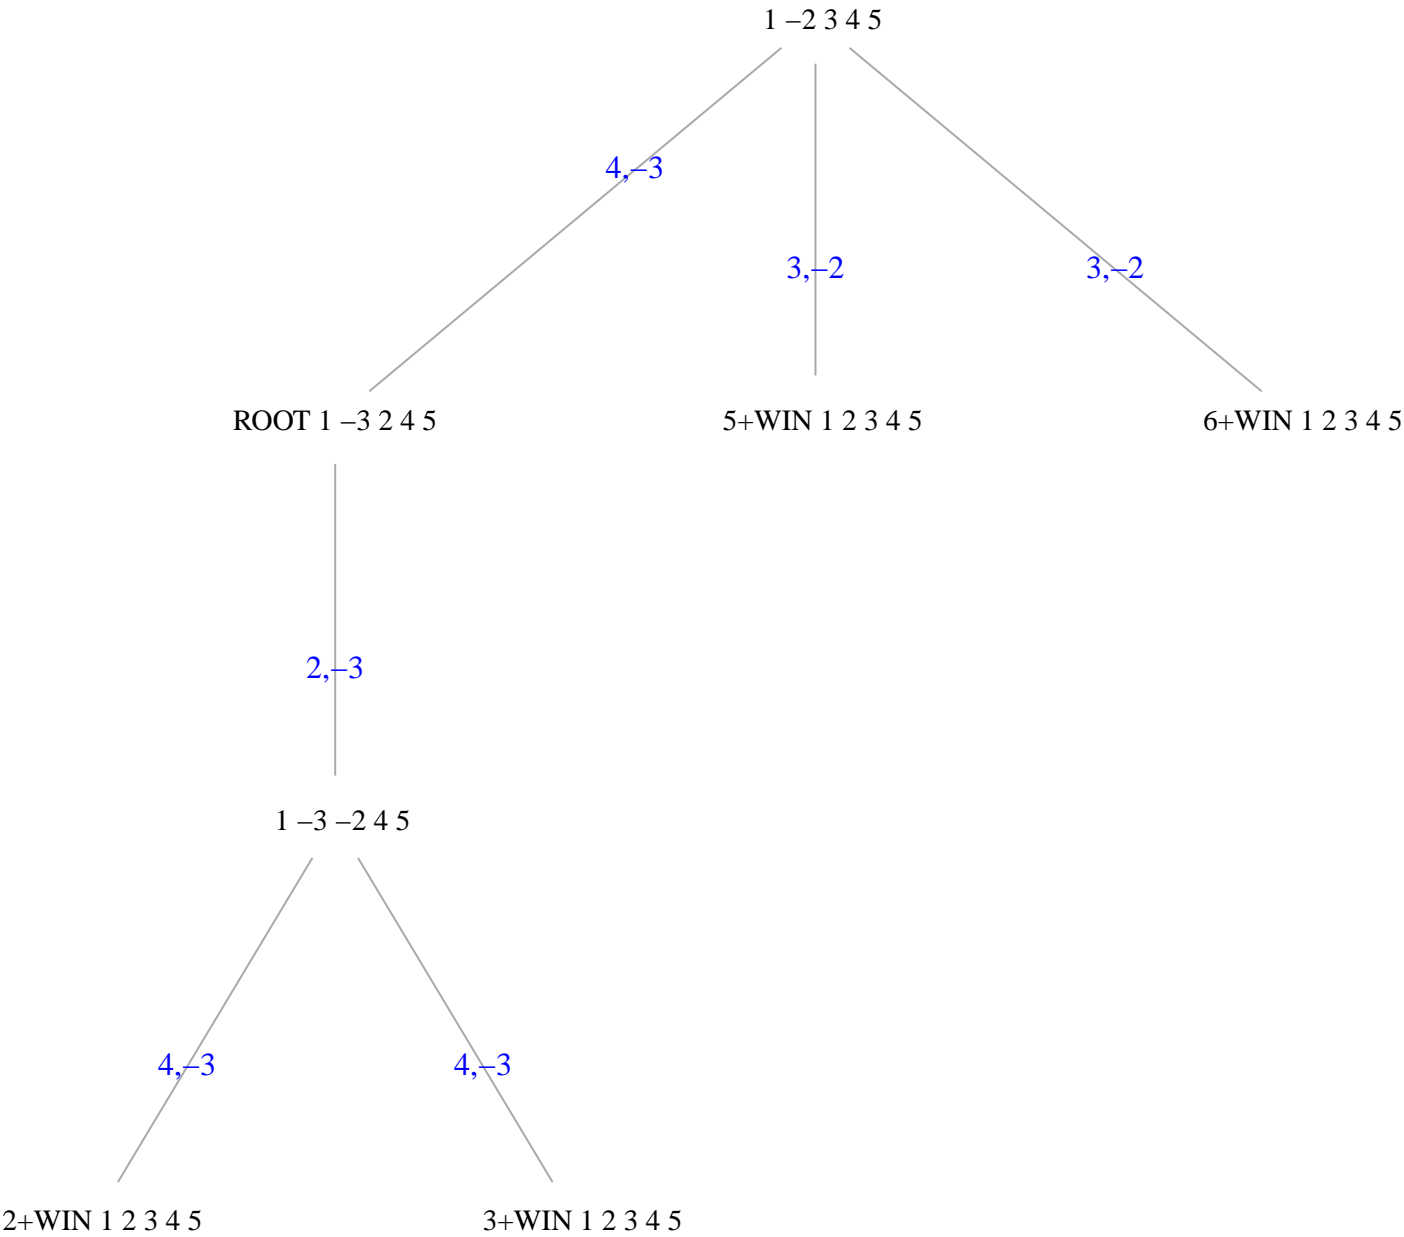 1 –2 3 4 5
4,–3
3,–2
3,–2
ROOT 1 –3 2 4 5
5+WIN 1 2 3 4 5
6+WIN 1 2 3 4 5
2,–3
1 –3 –2 4 5
4,–3
4,–3
2+WIN 1 2 3 4 5
3+WIN 1 2 3 4 5